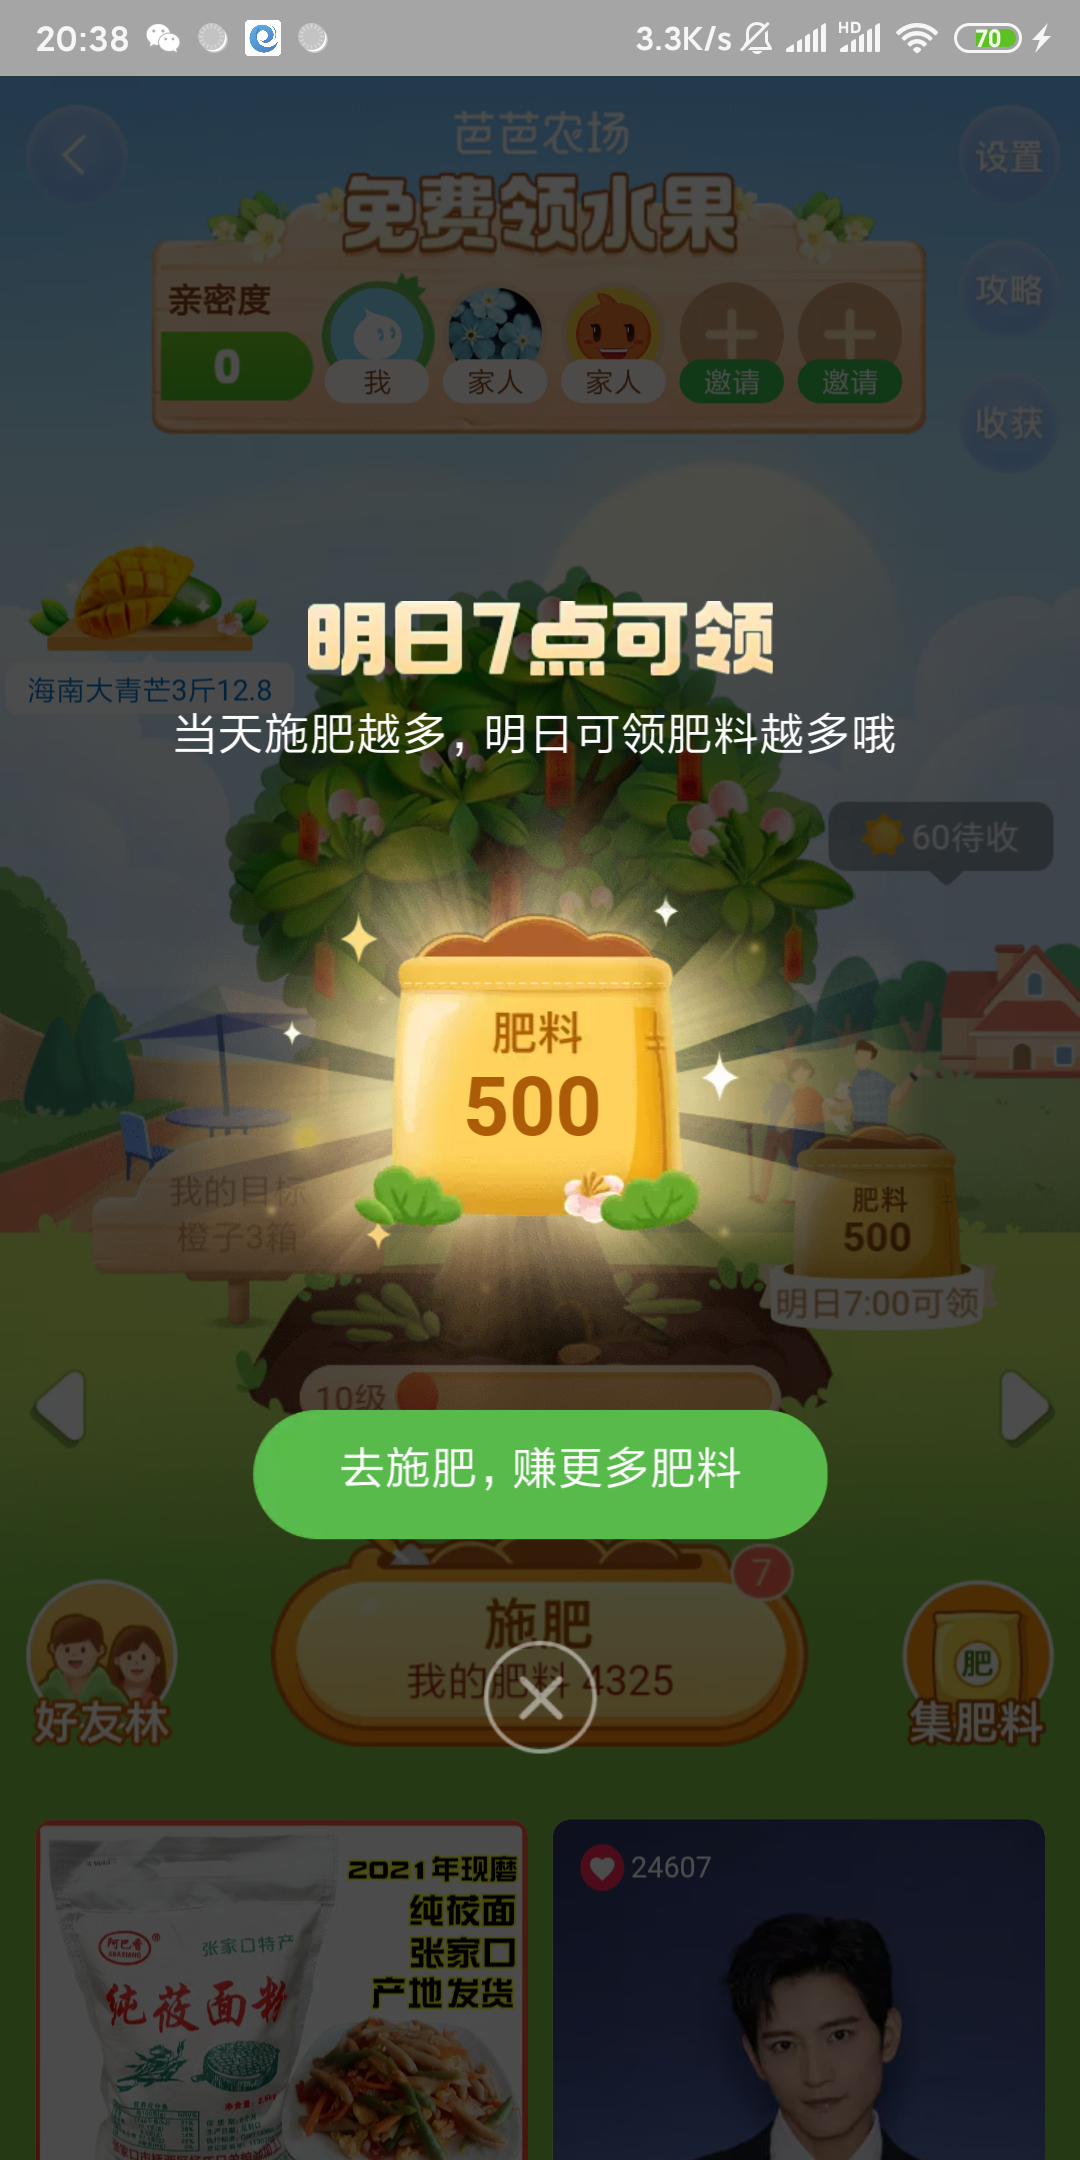 20:38
3.3K/s
HD
70
芭芭农场
免费领水果
设置
攻略
收获
亲密度
0
我
家人
家人
邀请
邀请
海南大青芒3斤12.8
明日7点可领
当天施肥越多，明日可领肥料越多哦
60待收
肥料
500
我的目标
橙子3箱
肥料
500
明日7:00可领
10级
去施肥，赚更多肥料
7
施肥
我的肥料 4325
好友林
肥
集肥料
2021年现磨
纯莜面
张家口
产地发货
阿巴香
张家口特产
纯莜面粉
24607